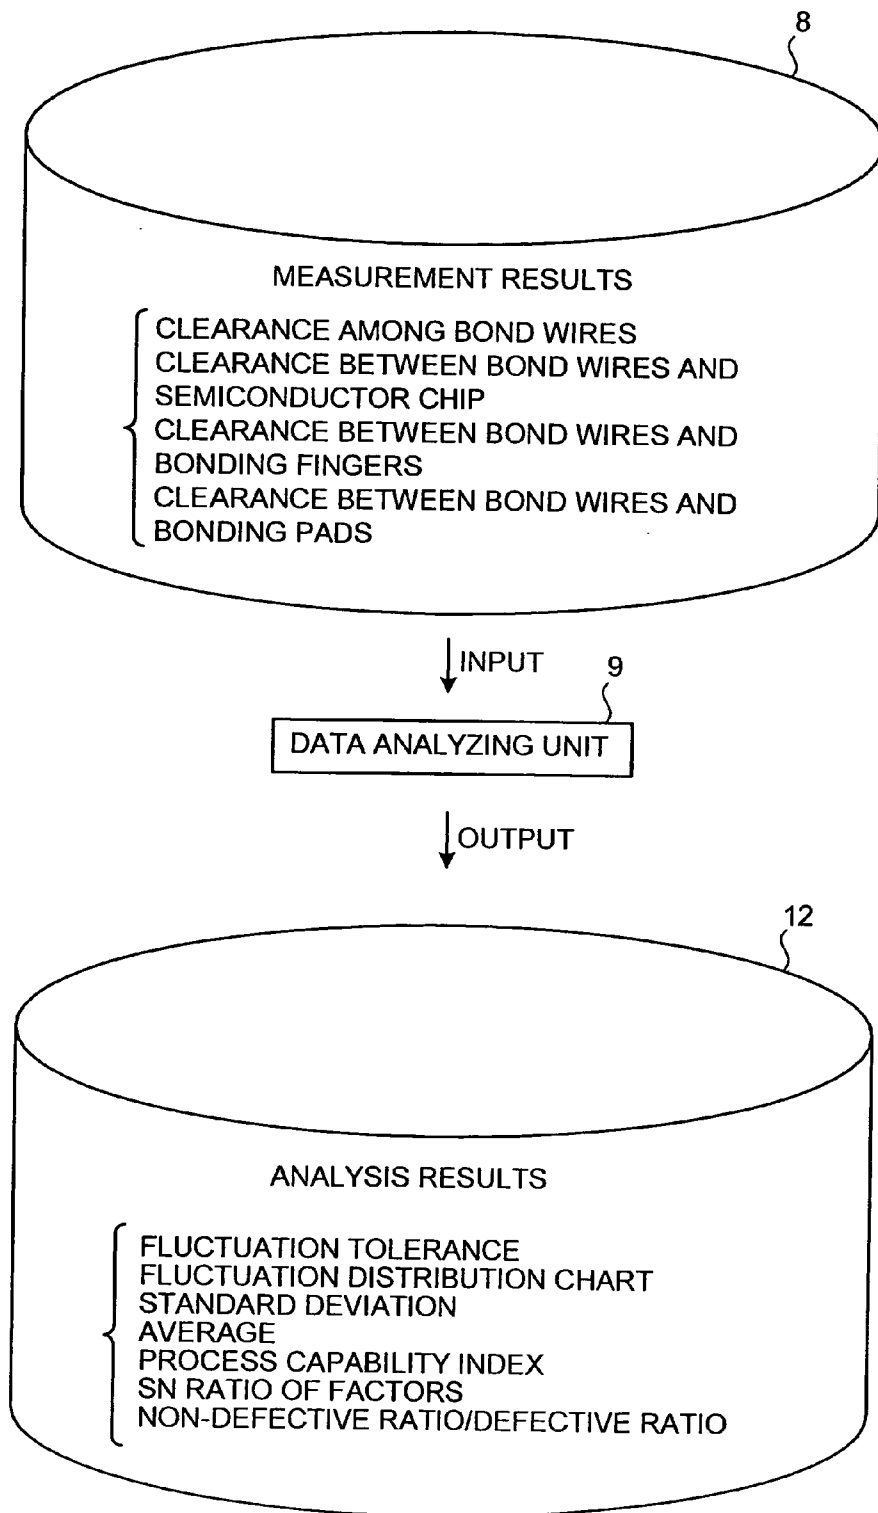 8
MEASUREMENT RESULTS
CLEARANCE AMONG BOND WIRES
CLEARANCE BETWEEN BOND WIRES AND
SEMICONDUCTOR CHIP
CLEARANCE BETWEEN BOND WIRES AND
BONDING FINGERS
CLEARANCE BETWEEN BOND WIRES AND
BONDING PADS
INPUT
9
DATA ANALYZING UNIT
OUTPUT
12
ANALYSIS RESULTS
FLUCTUATION TOLERANCE
FLUCTUATION DISTRIBUTION CHART
STANDARD DEVIATION
AVERAGE
PROCESS CAPABILITY INDEX
SN RATIO OF FACTORS
NON-DEFECTIVE RATIO/DEFECTIVE RATIO